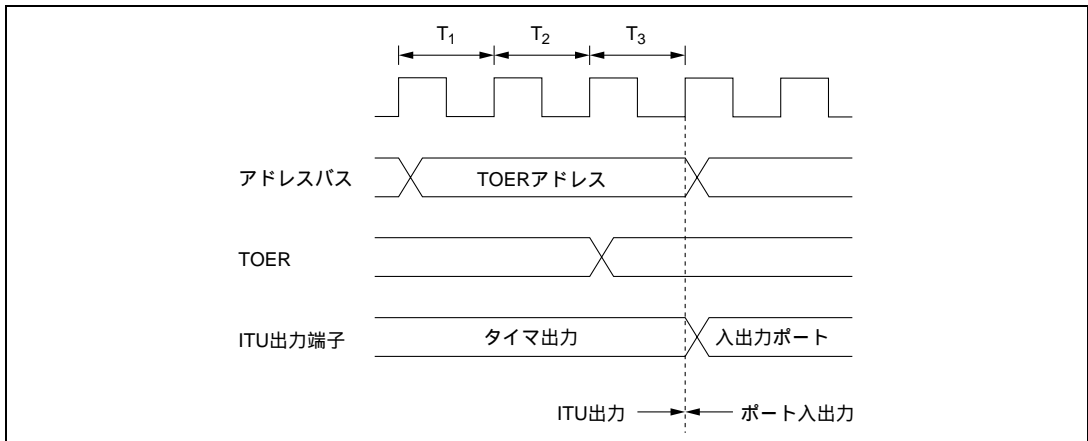 T1 T2 T3
アドレスバス TOERアドレス
TOER
ITU出力端子 タイマ出力 入出力ポート
ITU出力 ポート入出力